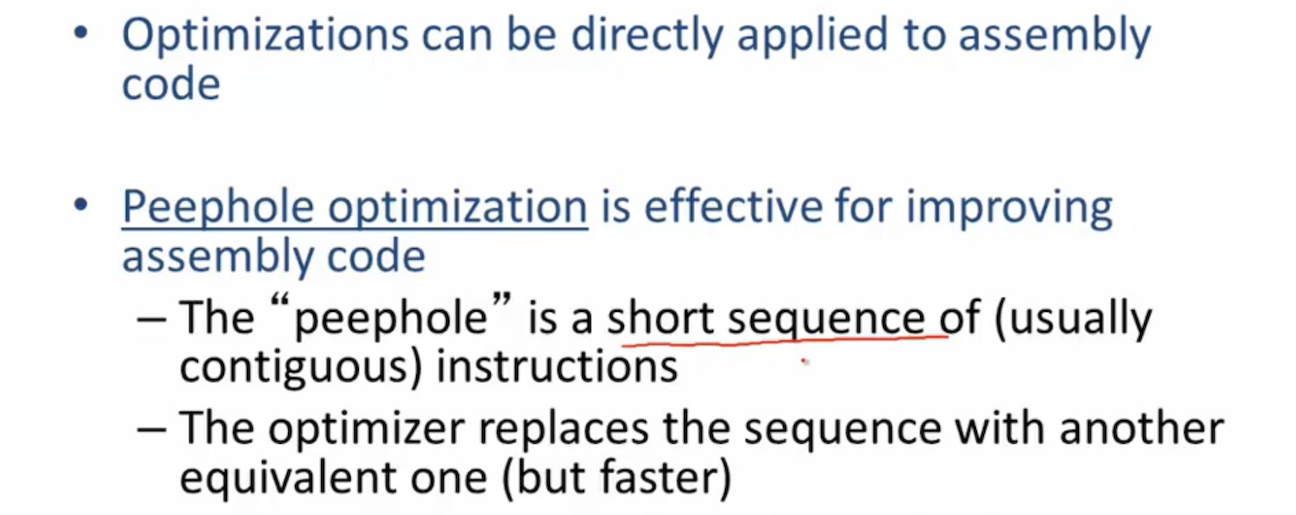 • Optimizations can be directly applied to assembly
code
• Peephole optimization is effective for improving
assembly code
– The “peephole” is a short sequence of (usually
contiguous) instructions
– The optimizer replaces the sequence with another
equivalent one (but faster)